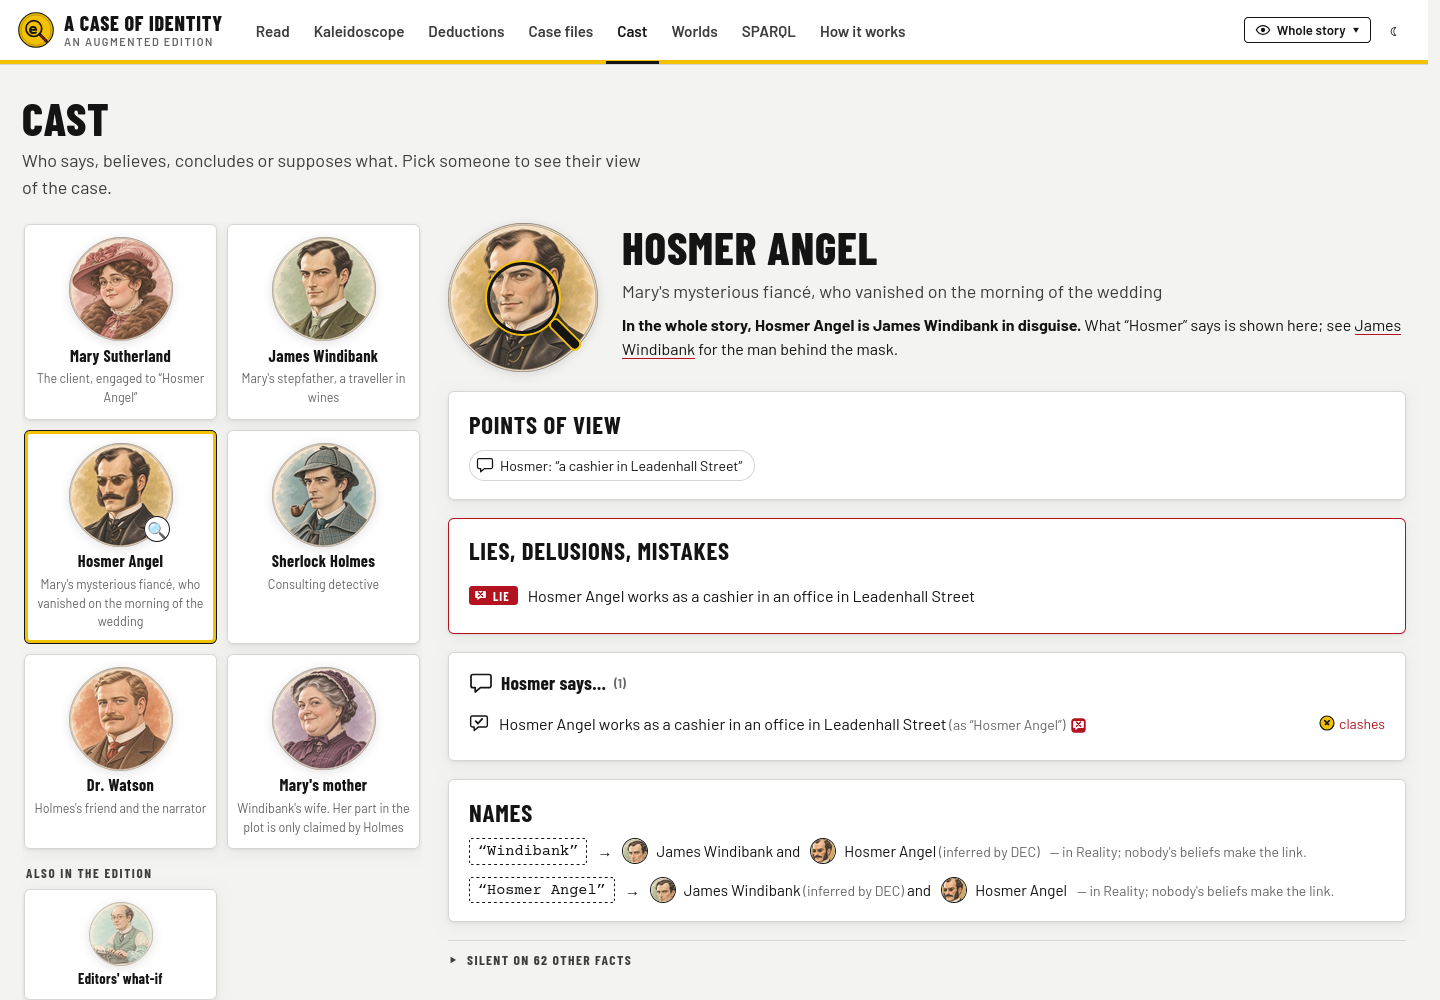 A CASE OF IDENTITY
AN AUGMENTED EDITION
Read
Kaleidoscope
Deductions
Case files
Cast
Worlds
SPARQL
How it works
Whole story
CAST
Who says, believes, concludes or supposes what. Pick someone to see their view
of the case.
Mary Sutherland
The client, engaged to “Hosmer
Angel”
James Windibank
Mary's stepfather, a traveller in
wines
Hosmer Angel
Mary's mysterious fiancé, who
vanished on the morning of the
wedding
Sherlock Holmes
Consulting detective
Dr. Watson
Holmes's friend and the narrator
Mary's mother
Windibank's wife. Her part in the
plot is only claimed by Holmes
ALSO IN THE EDITION
Editors' what-if
HOSMER ANGEL
Mary's mysterious fiancé, who vanished on the morning of the wedding
In the whole story, Hosmer Angel is James Windibank in disguise. What “Hosmer” says is shown here; see James
Windibank for the man behind the mask.
POINTS OF VIEW
Hosmer: “a cashier in Leadenhall Street”
LIES, DELUSIONS, MISTAKES
LIE Hosmer Angel works as a cashier in an office in Leadenhall Street
Hosmer says… (1)
Hosmer Angel works as a cashier in an office in Leadenhall Street (as “Hosmer Angel”) clashes
NAMES
“Windibank” → James Windibank and Hosmer Angel (inferred by DEC) — in Reality; nobody's beliefs make the link.
“Hosmer Angel” → James Windibank (inferred by DEC) and Hosmer Angel — in Reality; nobody's beliefs make the link.
SILENT ON 62 OTHER FACTS